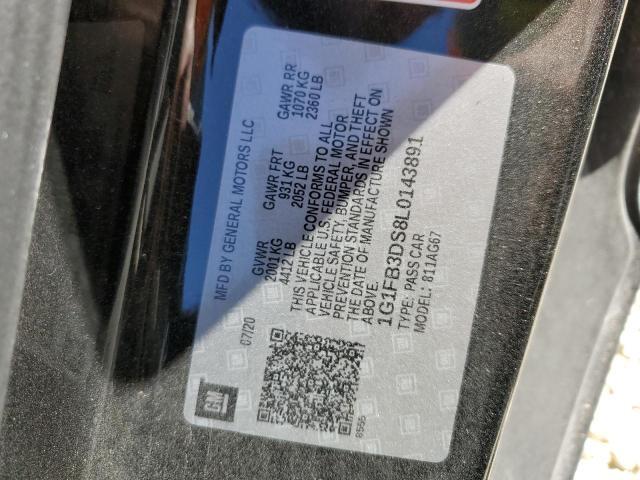 MFD BY GENERAL MOTORS LLC
07/20 GVWR GAWR FRT GAWR RR
2001 KG 931 KG 1070 KG
4412 LB 2052 LB 2360 LB
THIS VEHICLE CONFORMS TO ALL
APPLICABLE U.S. FEDERAL MOTOR
VEHICLE SAFETY, BUMPER, AND THEFT
PREVENTION STANDARDS IN EFFECT ON
THE DATE OF MANUFACTURE SHOWN
ABOVE.
1G1FB3DS8L0143891
TYPE: PASS CAR
MODEL: 811AG67
GM
8565